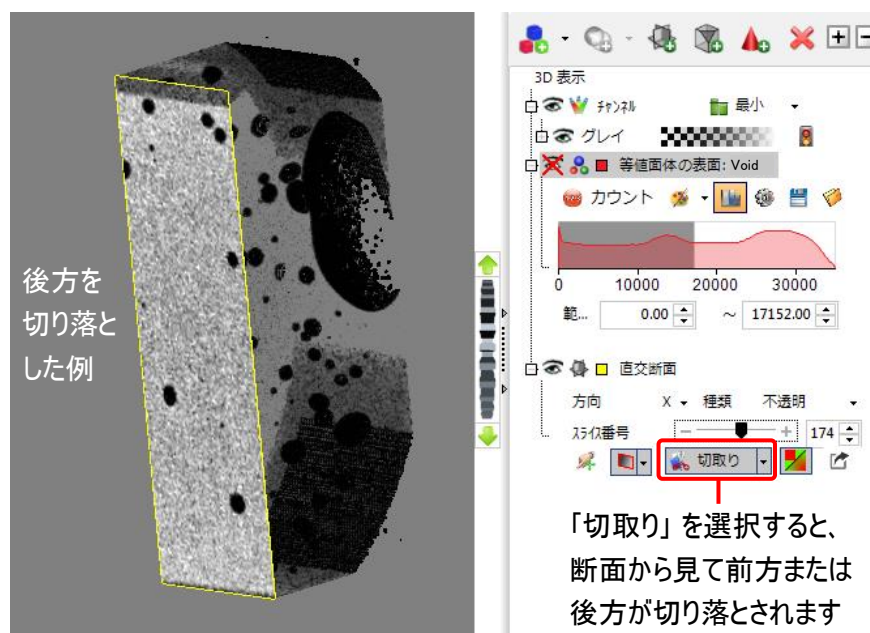 後方を
切り落と
した例
3D 表示
チャンネル 最小
グレイ
等値面体の表面: Void
カウント
0 10000 20000 30000
範... 0.00 ～ 17152.00
直交断面
方向 X 種類 不透明
スライス番号 174
切取り
「切取り」を選択すると、
断面から見て前方または
後方が切り落とされます